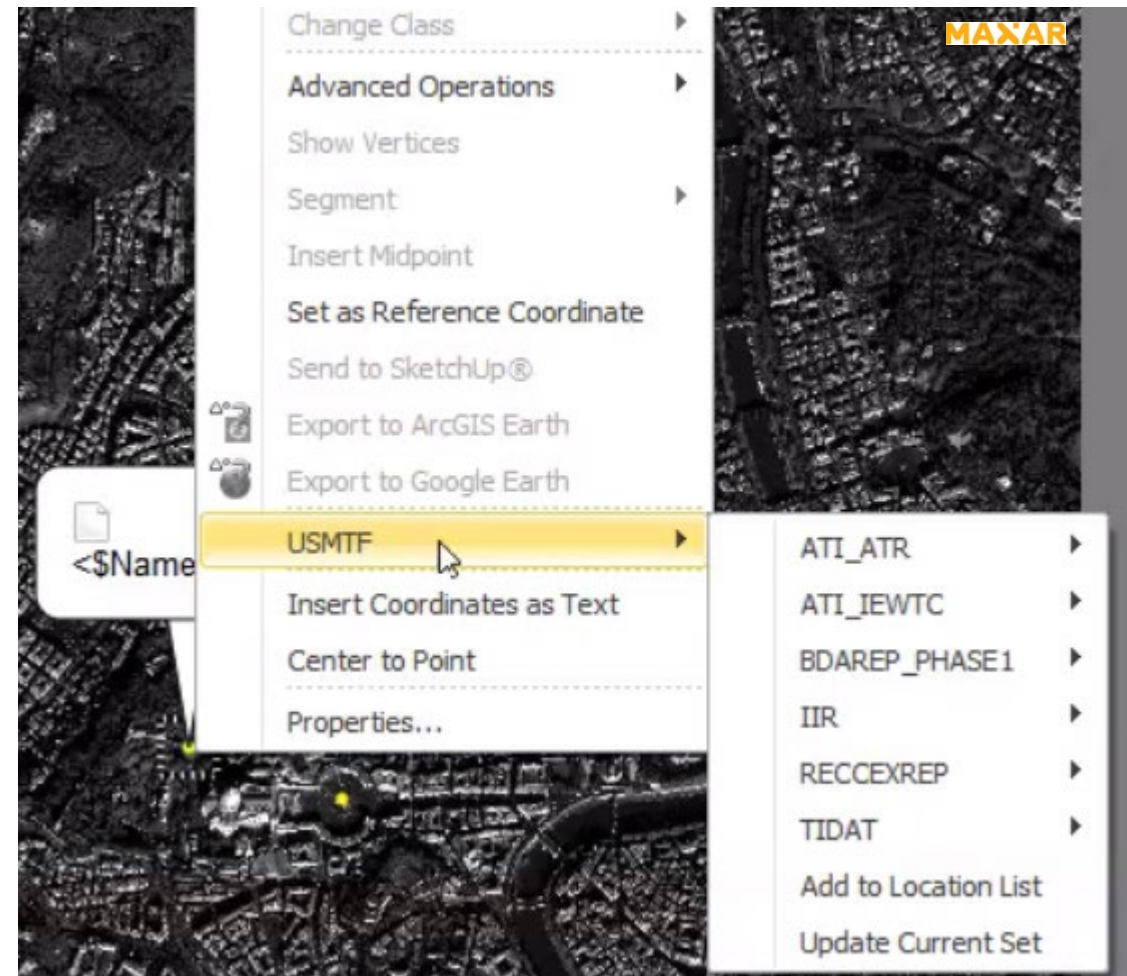 MAXAR
Change Class
Advanced Operations
Show Vertices
Segment
Insert Midpoint
Set as Reference Coordinate
Send to SketchUp®
Export to ArcGIS Earth
Export to Google Earth
<$Name
USMTF
Insert Coordinates as Text
Center to Point
Properties...
ATI_ATR
ATI_IEWTC
BDAREP_PHASE1
IIR
RECCEXREP
TIDAT
Add to Location List
Update Current Set